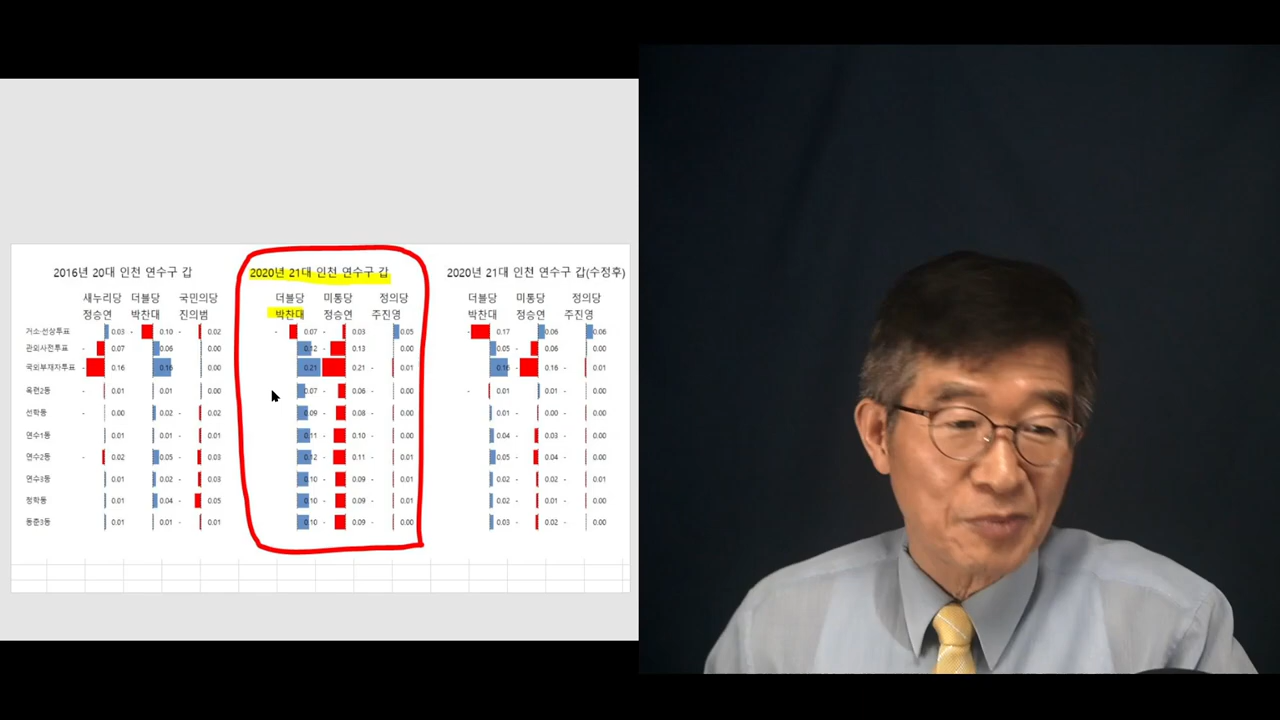 2016년 20대 인천 연수구 갑 2020년 21대 인천 연수구 갑 2020년 21대 인천 연수구 갑(수정후)
새누리당 더블당 국민의당 더블당 미통당 정의당 더블당 미통당 정의당
정승연 박찬대 진의범 박찬대 정승연 주진영 박찬대 정승연 주진영
거소·선상투표 0.03 - 0.10 - 0.02 - 0.07 - 0.03 0.05 - 0.17 0.06 0.06
관외사전투표 - 0.07 0.06 0.00 0.12 - 0.13 0.00 0.05 - 0.06 0.00
국외부재자투표 - 0.16 0.16 0.00 0.21 - 0.21 - 0.01 0.16 - 0.16 - 0.01
옥련2동 - 0.01 0.01 - 0.00 0.07 - 0.06 - 0.00 - 0.01 0.01 - 0.00
선학동 - 0.00 0.02 - 0.02 0.09 - 0.08 - 0.00 0.02 - 0.00 - 0.00
연수1동 0.01 0.01 - 0.01 0.11 - 0.10 - 0.01 0.04 - 0.03 - 0.00
연수2동 - 0.02 0.05 - 0.03 0.12 - 0.11 - 0.01 0.05 - 0.04 - 0.00
연수3동 0.01 0.02 - 0.03 0.10 - 0.09 - 0.01 0.02 - 0.01 - 0.01
청학동 0.01 0.04 - 0.05 0.10 - 0.09 - 0.01 0.02 - 0.01 - 0.00
동춘3동 0.01 0.01 - 0.01 0.10 - 0.09 - 0.00 0.03 - 0.02 - 0.00